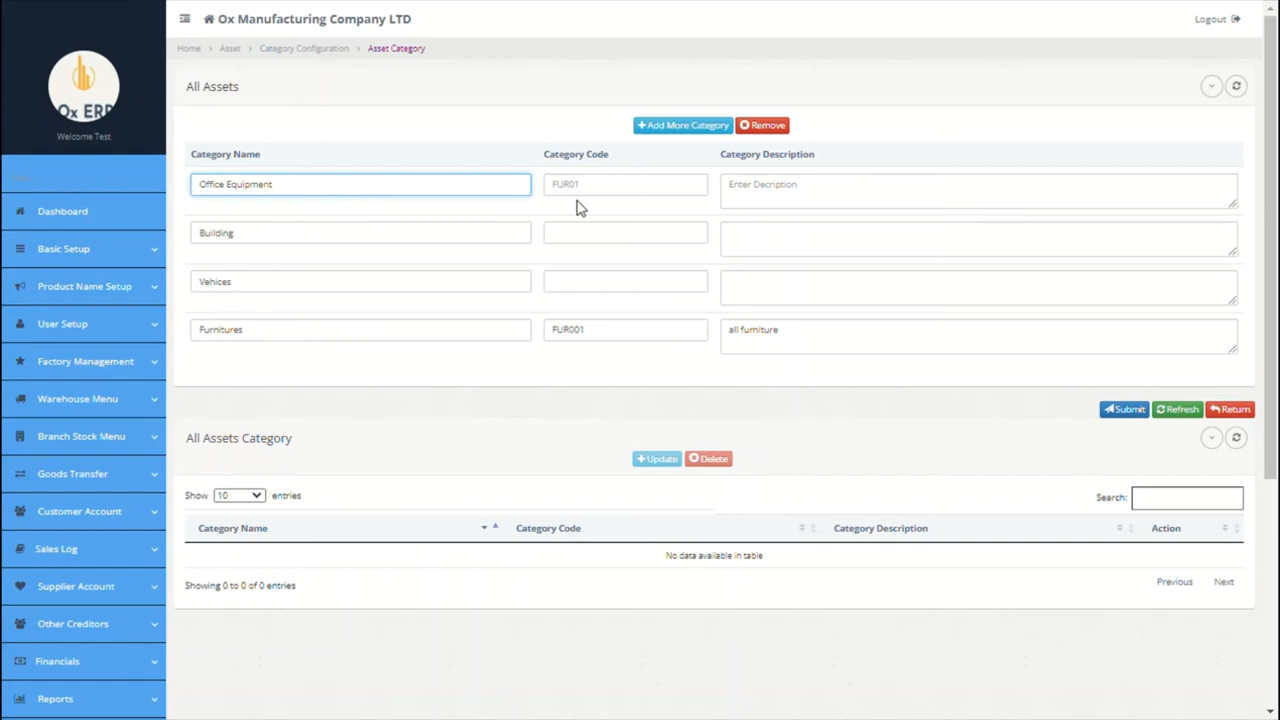 Ox Manufacturing Company LTD
Logout
Home > Asset > Category Configuration > Asset Category
Ox ERP
Welcome Test
Dashboard
Basic Setup
Product Name Setup
User Setup
Factory Management
Warehouse Menu
Branch Stock Menu
Goods Transfer
Customer Account
Sales Log
Supplier Account
Other Creditors
Financials
Reports
All Assets
+ Add More Category Remove
Category Name Category Code Category Description
Office Equipment FUR01 Enter Decription
Building
Vehices
Furnitures FUR001 all furniture
Submit Refresh Return
All Assets Category
+ Update Delete
Show 10 entries Search:
Category Name Category Code Category Description Action
No data available in table
Showing 0 to 0 of 0 entries Previous Next